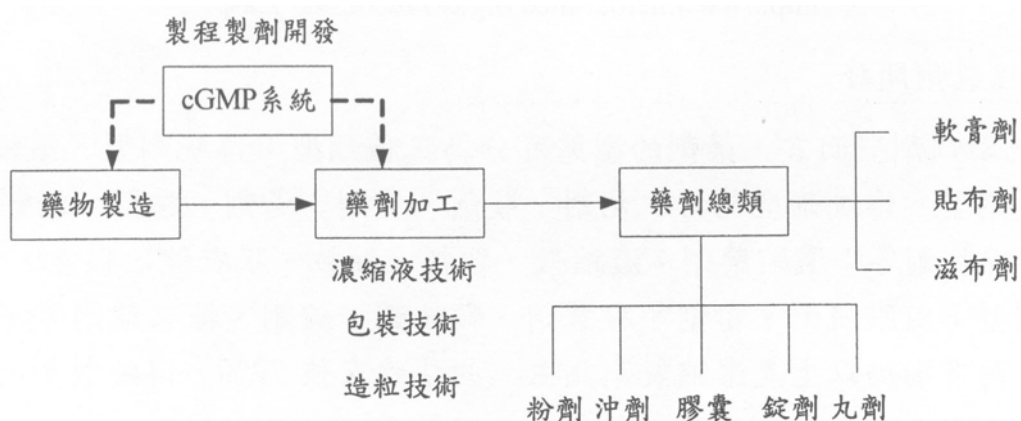 製程製劑開發
cGMP系統
藥物製造
藥劑加工
藥劑總類
軟膏劑
貼布劑
滋布劑
濃縮液技術
包裝技術
造粒技術
粉劑 沖劑 膠囊 錠劑 丸劑